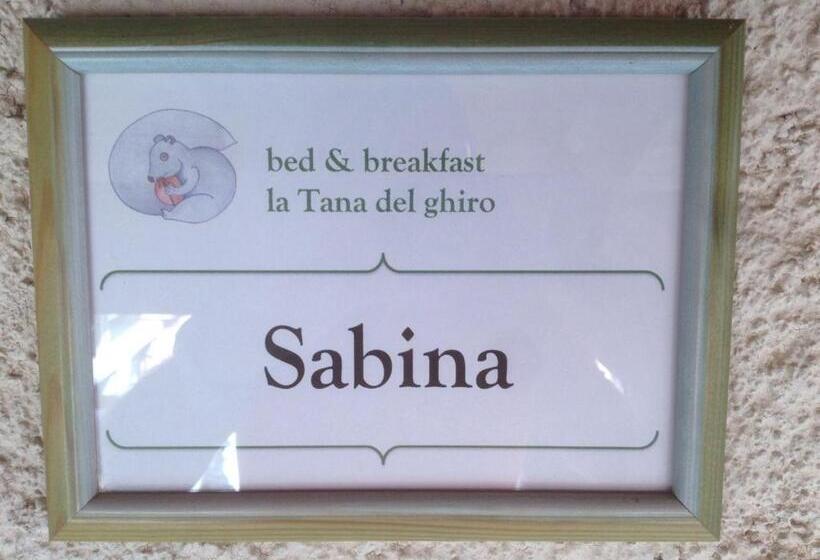 bed & breakfast
la Tana del ghiro
Sabina